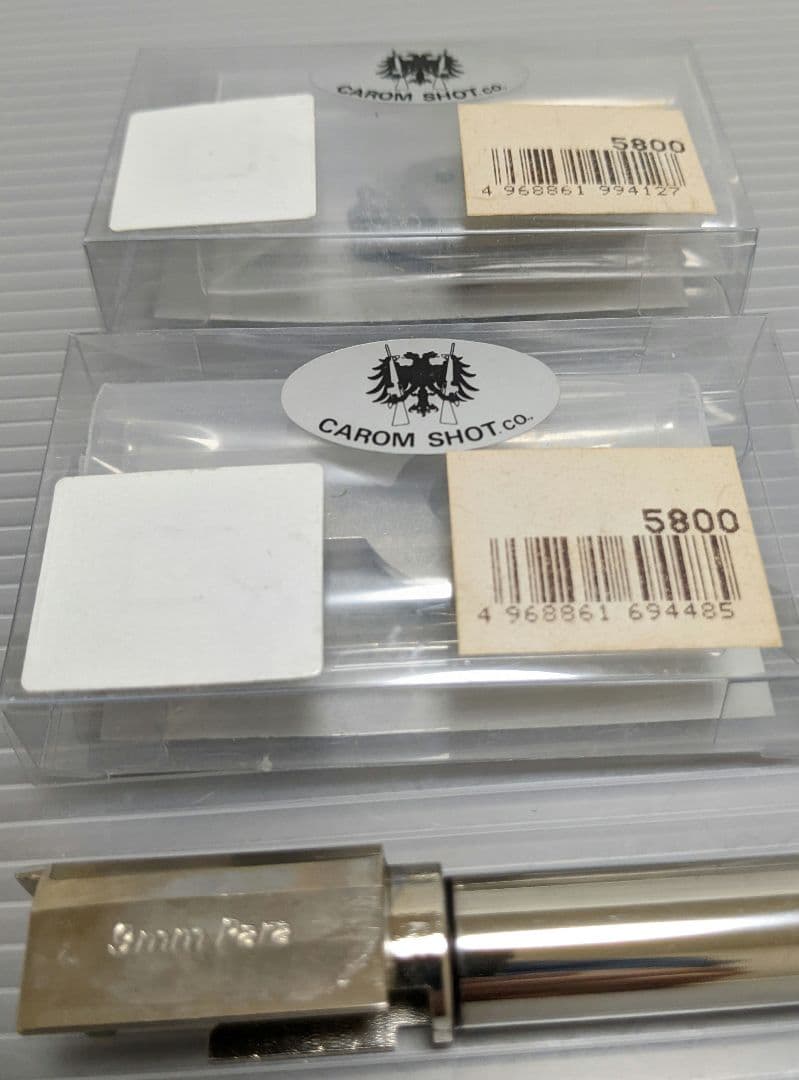 CAROM SHOT.CO.
5800
4 968861 994127
CAROM SHOT.CO.,
5800
4 968861 694485
9mm Para